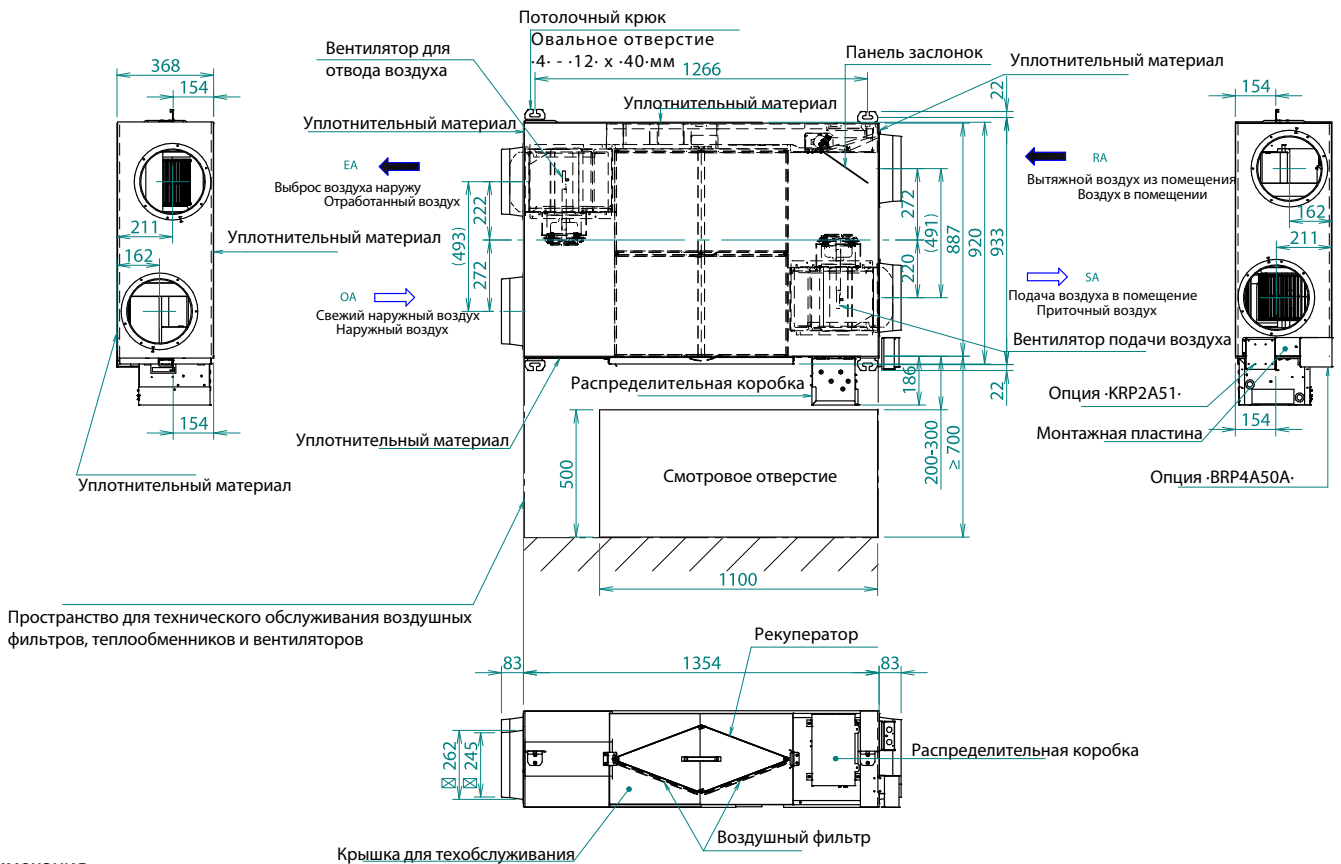 Потолочный крюк
Овальное отверстие
·4· - ·12· x ·40·мм
1266
Вентилятор для
отвода воздуха
Панель заслонок
Уплотнительный материал
22
368
154
Уплотнительный материал
Уплотнительный материал
154
EA
Выброс воздуха наружу
Отработанный воздух
RA
Вытяжной воздух из помещения
Воздух в помещении
211
162
Уплотнительный материал
222
(493)
272
272
(491)
220
887
920
933
162
211
OA
Свежий наружный воздух
Наружный воздух
SA
Подача воздуха в помещение
Приточный воздух
Вентилятор подачи воздуха
Распределительная коробка
186
22
Опция ·KRP2A51·
154
154
Уплотнительный материал
Монтажная пластина
Уплотнительный материал
500
Смотровое отверстие
200-300
≥ 700
Опция ·BRP4A50A·
1100
Пространство для технического обслуживания воздушных
фильтров, теплообменников и вентиляторов
Рекуператор
83
1354
83
262
245
Распределительная коробка
Воздушный фильтр
Крышка для техобслуживания